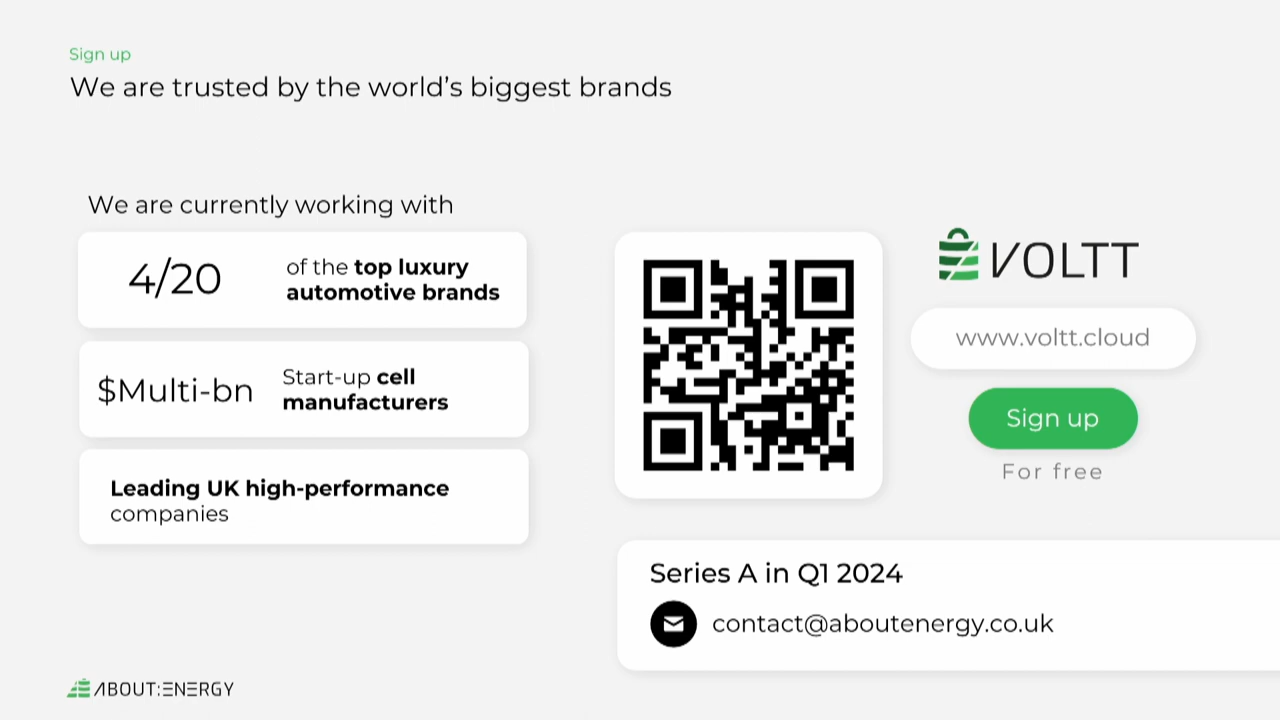 Sign up
We are trusted by the world’s biggest brands
We are currently working with
4/20
of the top luxury
automotive brands
$Multi-bn
Start-up cell
manufacturers
Leading UK high-performance
companies
VOLTT
www.voltt.cloud
Sign up
For free
Series A in Q1 2024
contact@aboutenergy.co.uk
ABOUT:ENERGY